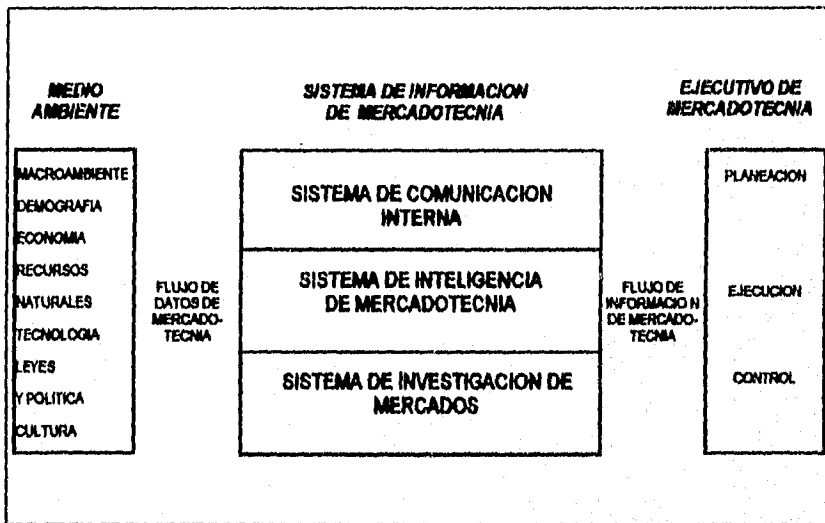 MEDIO
AMBIENTE
SISTEMA DE INFORMACION
DE MERCADOTECNIA
EJECUTIVO DE
MERCADOTECNIA
MACROAMBIENTE
DEMOGRAFIA
ECONOMIA
RECURSOS
NATURALES
TECNOLOGIA
LEYES
Y POLITICA
CULTURA
FLUJO DE
DATOS DE
MERCADO-
TECNIA
SISTEMA DE COMUNICACION
INTERNA
SISTEMA DE INTELIGENCIA
DE MERCADOTECNIA
SISTEMA DE INVESTIGACION DE
MERCADOS
FLUJO DE
INFORMACION
DE MERCADO-
TECNIA
PLANEACION
EJECUCION
CONTROL